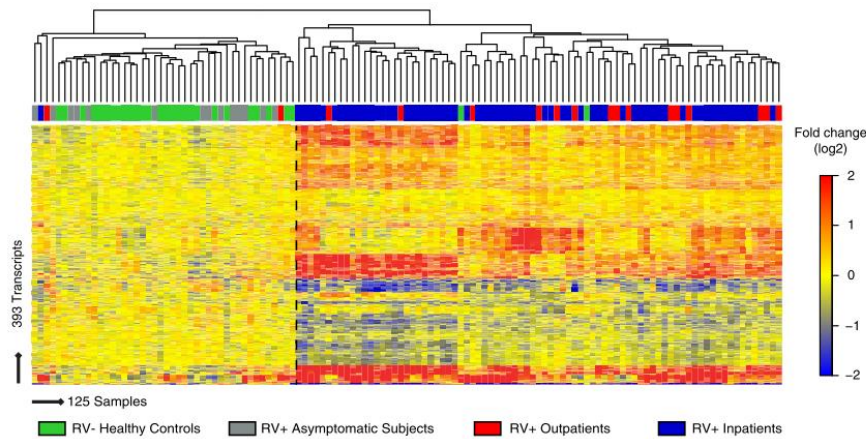 Fold change
(log2)
2
1
0
−1
−2
393 Transcripts
125 Samples
RV- Healthy Controls
RV+ Asymptomatic Subjects
RV+ Outpatients
RV+ Inpatients